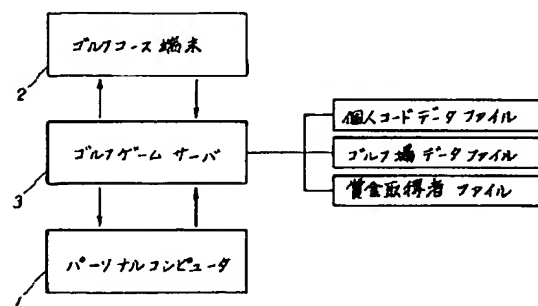 ゴルフコース端末
2
ゴルフゲームサーバ
3
個人コードデータファイル
ゴルフ場データファイル
賞金取得者ファイル
パーソナルコンピュータ
1